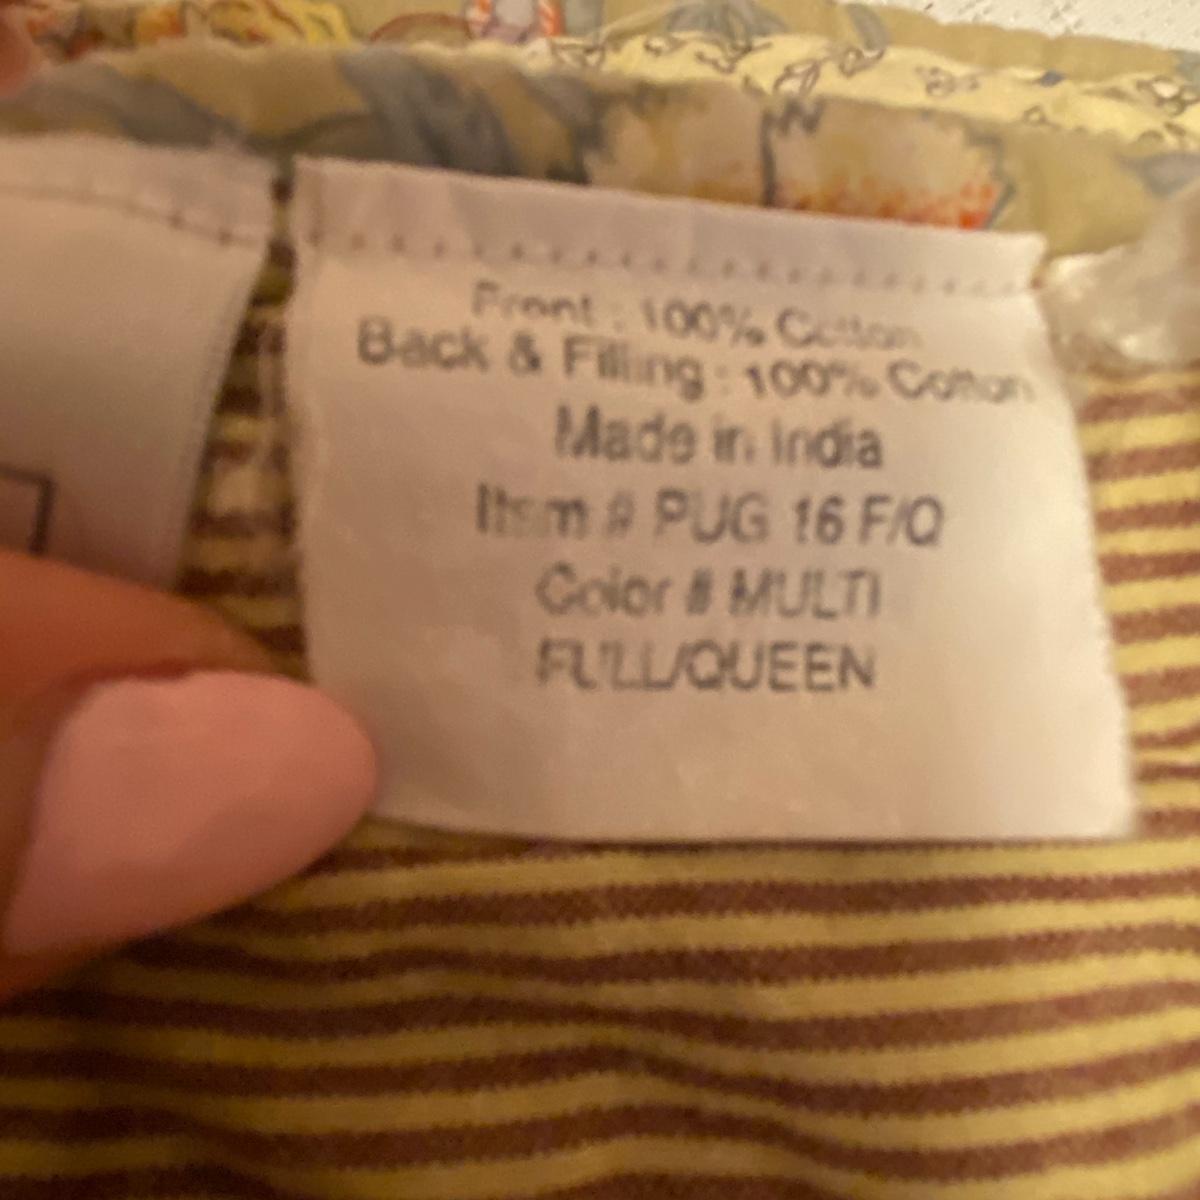 Front : 100% Cotton
Back & Filling : 100% Cotton
Made in India
Item # PUG 16 F/Q
Color # MULTI
FULL/QUEEN